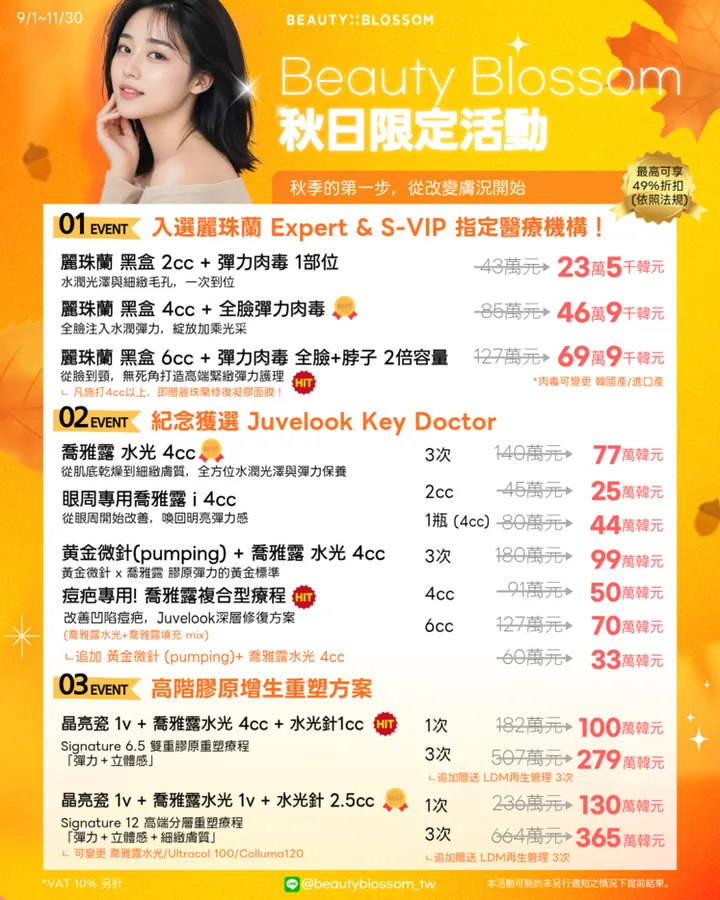 9/1~11/30
BEAUTY BLOSSOM
Beauty Blossom
秋日限定活動
秋季的第一步，從改變膚況開始
最高可享
49%折扣
(依照法規)
01 EVENT 入選麗珠蘭 Expert & S-VIP 指定醫療機構！
麗珠蘭 黑盒 2cc + 彈力肉毒 1部位 43萬元 23萬5千韓元
水潤光澤與細緻毛孔，一次到位
麗珠蘭 黑盒 4cc + 全臉彈力肉毒 85萬元 46萬9千韓元
全臉注入水潤彈力，綻放加乘光采
麗珠蘭 黑盒 6cc + 彈力肉毒 全臉+脖子 2倍容量 127萬元 69萬9千韓元
從臉到頸，無死角打造高端緊緻彈力護理 HIT
*肉毒可變更 韓國產/進口產
ㄴ 凡施打4cc以上，即贈麗珠蘭修復凝膠面膜！
02 EVENT 紀念獲選 Juvelook Key Doctor
喬雅露 水光 4cc 3次 140萬元 77萬韓元
從肌底乾燥到細緻膚質，全方位水潤光澤與彈力保養
眼周專用喬雅露 i 4cc 2cc 45萬元 25萬韓元
從眼周開始改善，喚回明亮彈力感 1瓶 (4cc) 80萬元 44萬韓元
黃金微針(pumping) + 喬雅露 水光 4cc 3次 180萬元 99萬韓元
黃金微針 x 喬雅露 膠原彈力的黃金標準
痘疤專用! 喬雅露複合型療程 HIT 4cc 91萬元 50萬韓元
改善凹陷痘疤，Juvelook深層修復方案 6cc 127萬元 70萬韓元
(喬雅露水光+喬雅露填充 mix)
ㄴ追加 黃金微針 (pumping)+ 喬雅露水光 4cc 60萬元 33萬韓元
03 EVENT 高階膠原增生重塑方案
晶亮瓷 1v + 喬雅露水光 4cc + 水光針1cc HIT 1次 182萬元 100萬韓元
Signature 6.5 雙重膠原重塑療程
「彈力＋立體感」 3次 507萬元 279萬韓元
ㄴ追加贈送 LDM再生管理 3次
晶亮瓷 1v + 喬雅露水光 1v + 水光針 2.5cc 1次 236萬元 130萬韓元
Signature 12 高端分層重塑療程
「彈力＋立體感＋細緻膚質」 3次 664萬元 365萬韓元
ㄴ 可變更 喬雅露水光/Ultracol 100/Colluma120 ㄴ追加贈送 LDM再生管理 3次
*VAT 10% 另計
LINE @beautyblossom_tw
本活動可能於未另行通知之情況下提前結束。